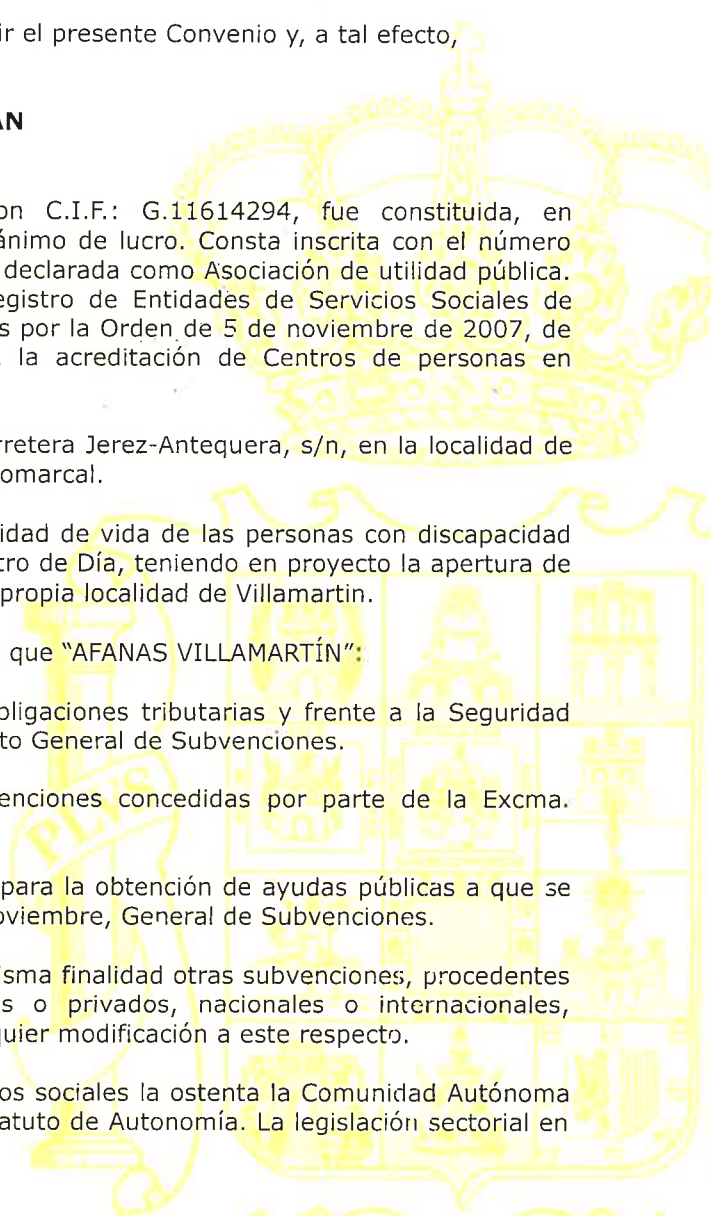 ir el presente Convenio y, a tal efecto,
AN
on C.I.F.: G.11614294, fue constituida, en
ánimo de lucro. Consta inscrita con el número
declarada como Asociación de utilidad pública.
egistro de Entidades de Servicios Sociales de
s por la Orden de 5 de noviembre de 2007, de
la acreditación de Centros de personas en
rretera Jerez-Antequera, s/n, en la localidad de
omarcal.
idad de vida de las personas con discapacidad
tro de Día, teniendo en proyecto la apertura de
propia localidad de Villamartin.
que "AFANAS VILLAMARTÍN":
bligaciones tributarias y frente a la Seguridad
to General de Subvenciones.
enciones concedidas por parte de la Excma.
para la obtención de ayudas públicas a que se
oviembre, General de Subvenciones.
isma finalidad otras subvenciones, procedentes
s o privados, nacionales o internacionales,
quier modificación a este respecto.
os sociales la ostenta la Comunidad Autónoma
tatuto de Autonomía. La legislación sectorial en
PLVS